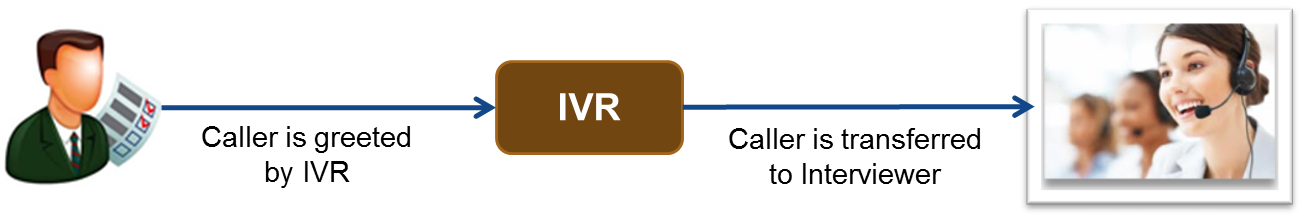 Caller is greeted
by IVR
IVR
Caller is transferred
to Interviewer